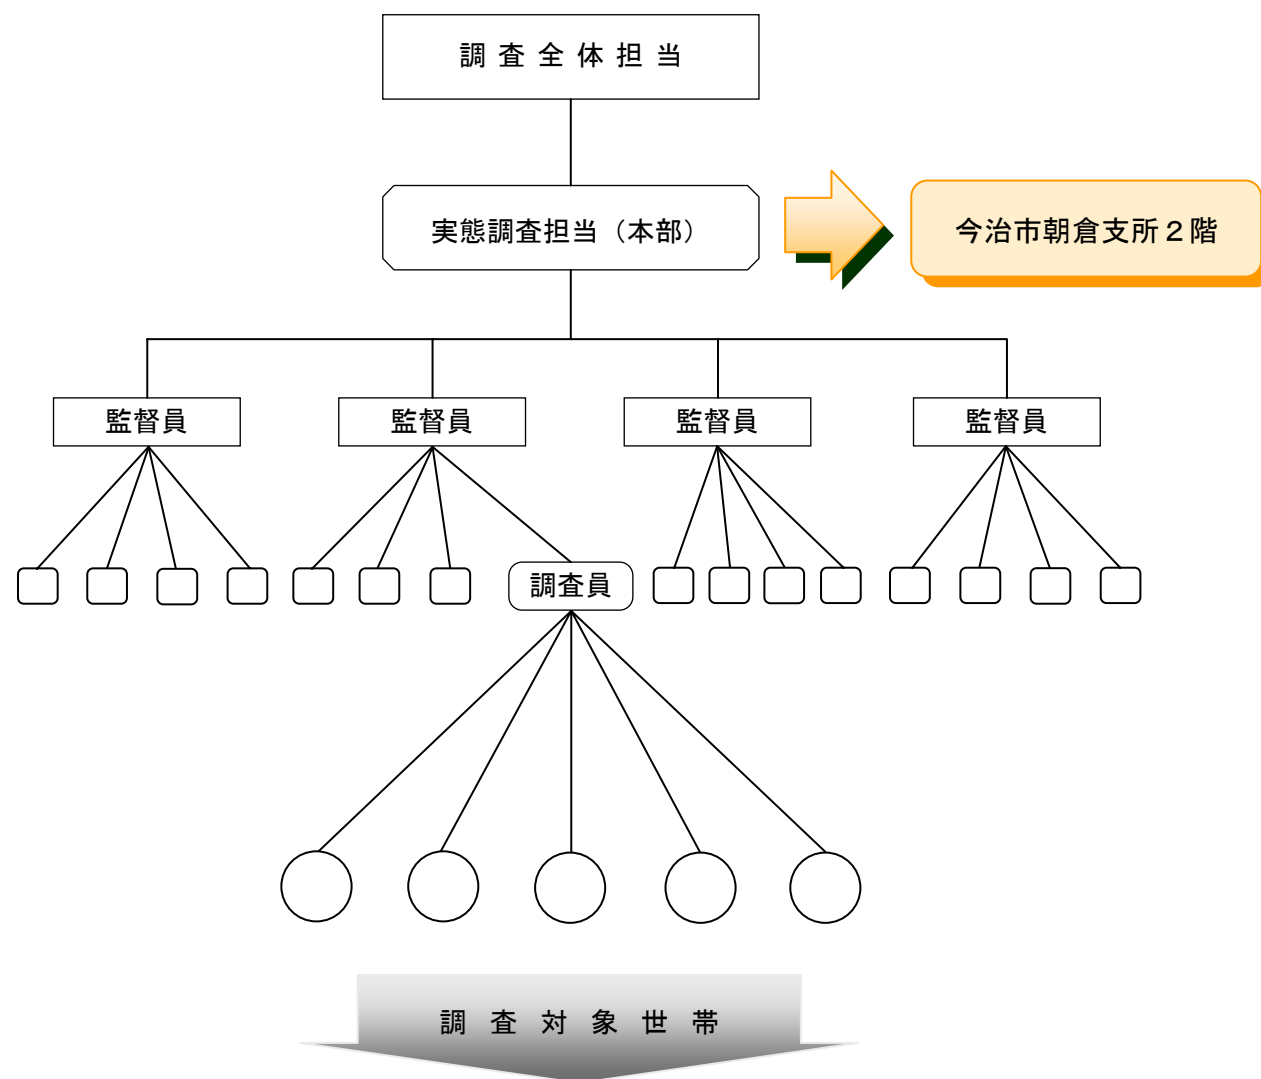 調査全体担当
実態調査担当（本部）
今治市朝倉支所２階
監督員
監督員
監督員
監督員
調査員
調査対象世帯